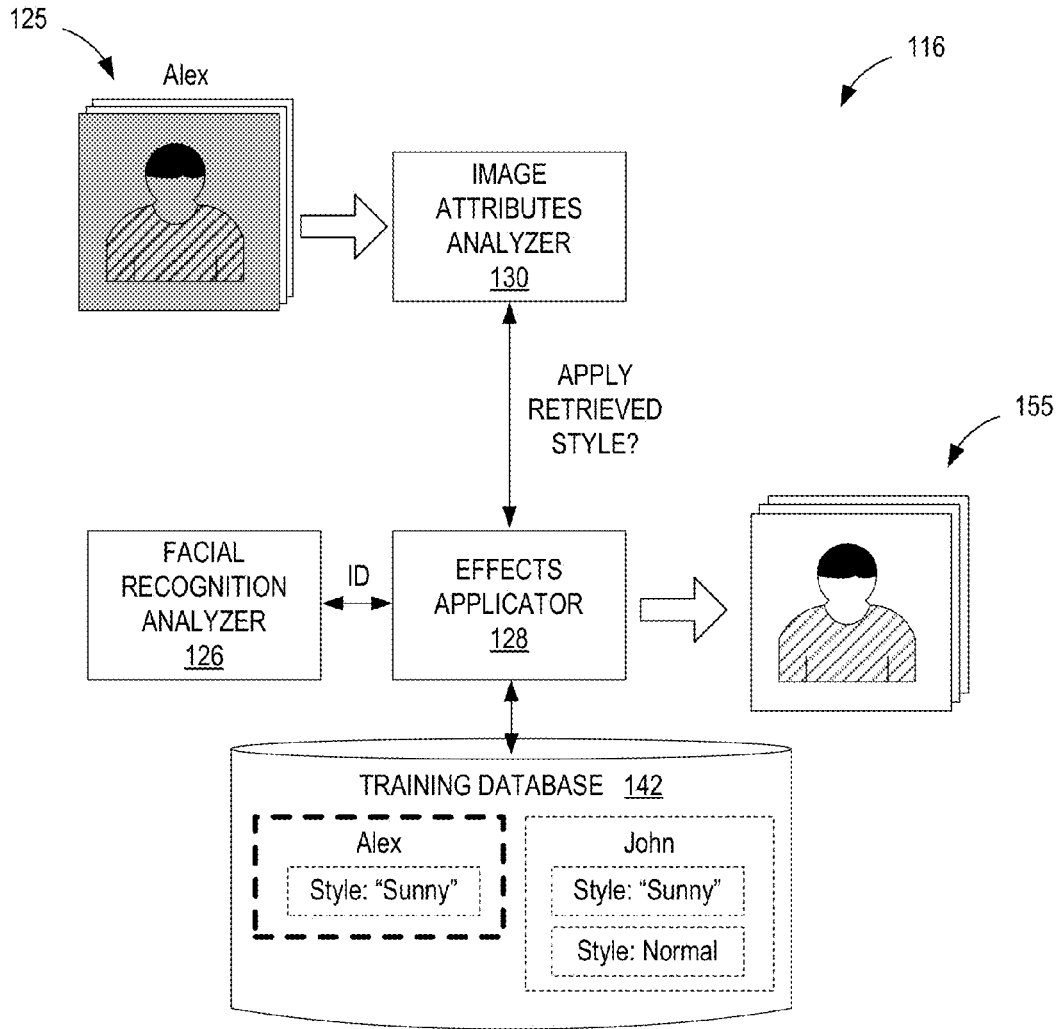 125
116
Alex
IMAGE
ATTRIBUTES
ANALYZER
130
APPLY
RETRIEVED
STYLE?
155
FACIAL
RECOGNITION
ANALYZER
126
ID
EFFECTS
APPLICATOR
128
TRAINING DATABASE 142
Alex
Style: “Sunny”
John
Style: “Sunny”
Style: Normal